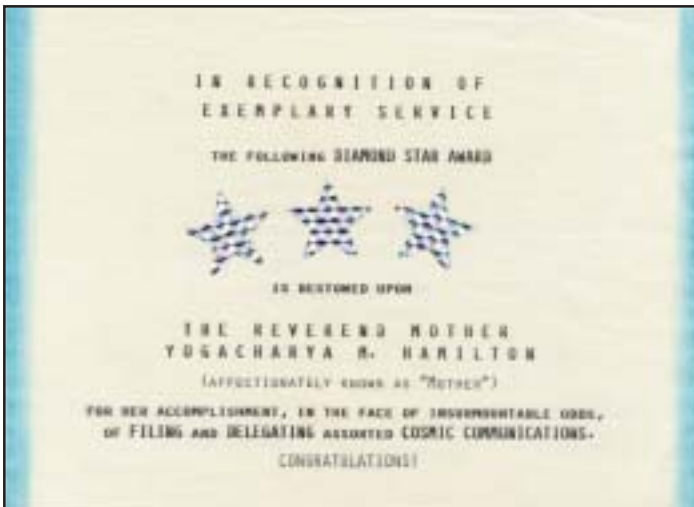 IN RECOGNITION OF
EXEMPLARY SERVICE
THE FOLLOWING DIAMOND STAR AWARD
IS BESTOWED UPON
THE REVEREND MOTHER
YOGACHARYA M. HAMILTON
(AFFECTIONATELY KNOWN AS "MOTHER")
FOR HER ACCOMPLISHMENT, IN THE FACE OF INSURMOUNTABLE ODDS,
OF FILING AND DELEGATING ASSORTED COSMIC COMMUNICATIONS.
CONGRATULATIONS!